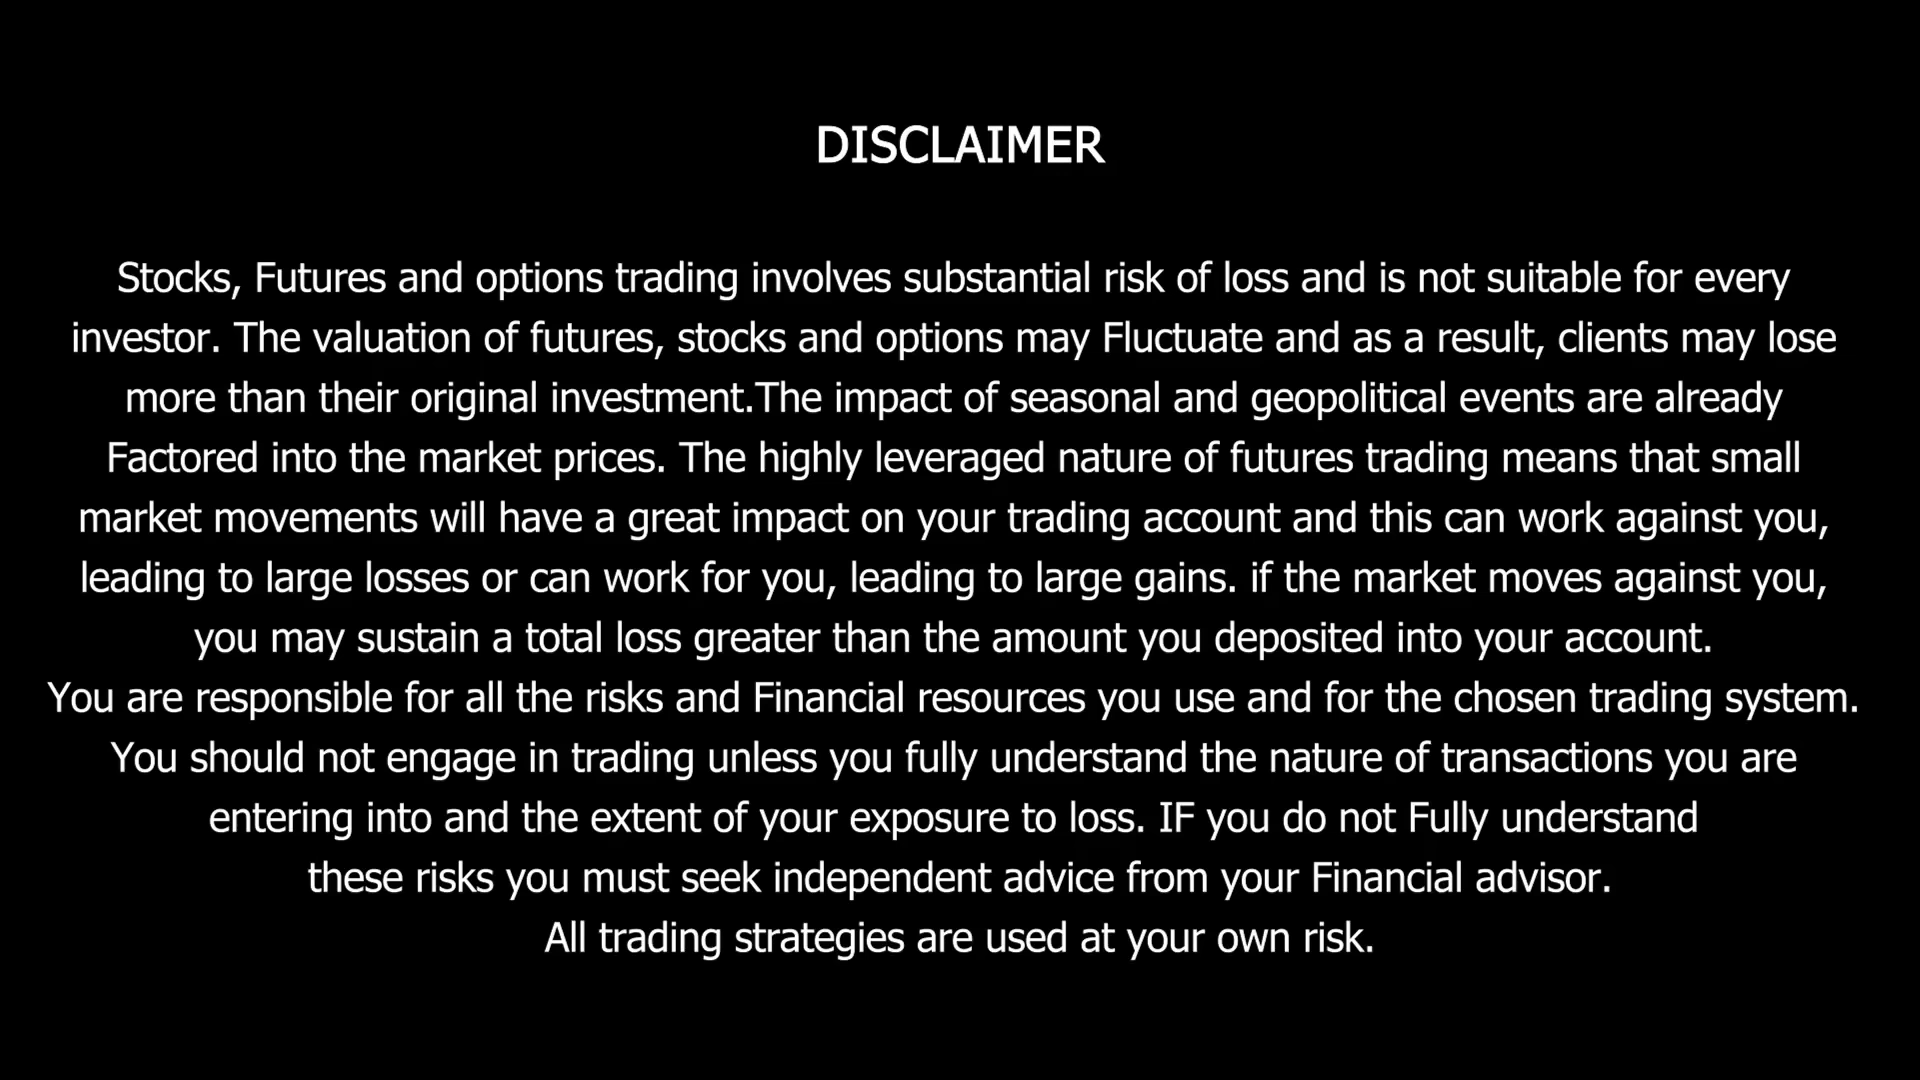 DISCLAIMER
Stocks, Futures and options trading involves substantial risk of loss and is not suitable for every
investor. The valuation of futures, stocks and options may Fluctuate and as a result, clients may lose
more than their original investment.The impact of seasonal and geopolitical events are already
Factored into the market prices. The highly leveraged nature of futures trading means that small
market movements will have a great impact on your trading account and this can work against you,
leading to large losses or can work for you, leading to large gains. if the market moves against you,
you may sustain a total loss greater than the amount you deposited into your account.
You are responsible for all the risks and Financial resources you use and for the chosen trading system.
You should not engage in trading unless you fully understand the nature of transactions you are
entering into and the extent of your exposure to loss. IF you do not Fully understand
these risks you must seek independent advice from your Financial advisor.
All trading strategies are used at your own risk.